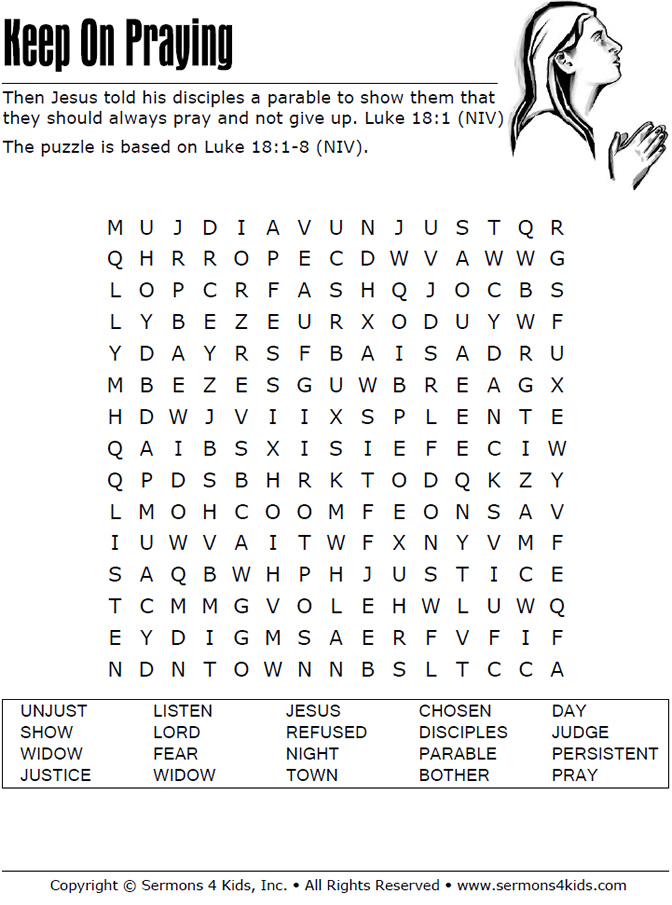 Keep On Praying
Then Jesus told his disciples a parable to show them that
they should always pray and not give up. Luke 18:1 (NIV)
The puzzle is based on Luke 18:1-8 (NIV).
M U J D I A V U N J U S T Q R
Q H R R O P E C D W V A W W G
L O P C R F A S H Q J O C B S
L Y B E Z E U R X O D U Y W F
Y D A Y R S F B A I S A D R U
M B E Z E S G U W B R E A G X
H D W J V I I X S P L E N T E
Q A I B S X I S I E F E C I W
Q P D S B H R K T O D Q K Z Y
L M O H C O O M F E O N S A V
I U W V A I T W F X N Y V M F
S A Q B W H P H J U S T I C E
T C M M G V O L E H W L U W Q
E Y D I G M S A E R F V F I F
N D N T O W N N B S L T C C A
UNJUST LISTEN JESUS CHOSEN DAY
SHOW LORD REFUSED DISCIPLES JUDGE
WIDOW FEAR NIGHT PARABLE PERSISTENT
JUSTICE WIDOW TOWN BOTHER PRAY
Copyright © Sermons 4 Kids, Inc. • All Rights Reserved • www.sermons4kids.com